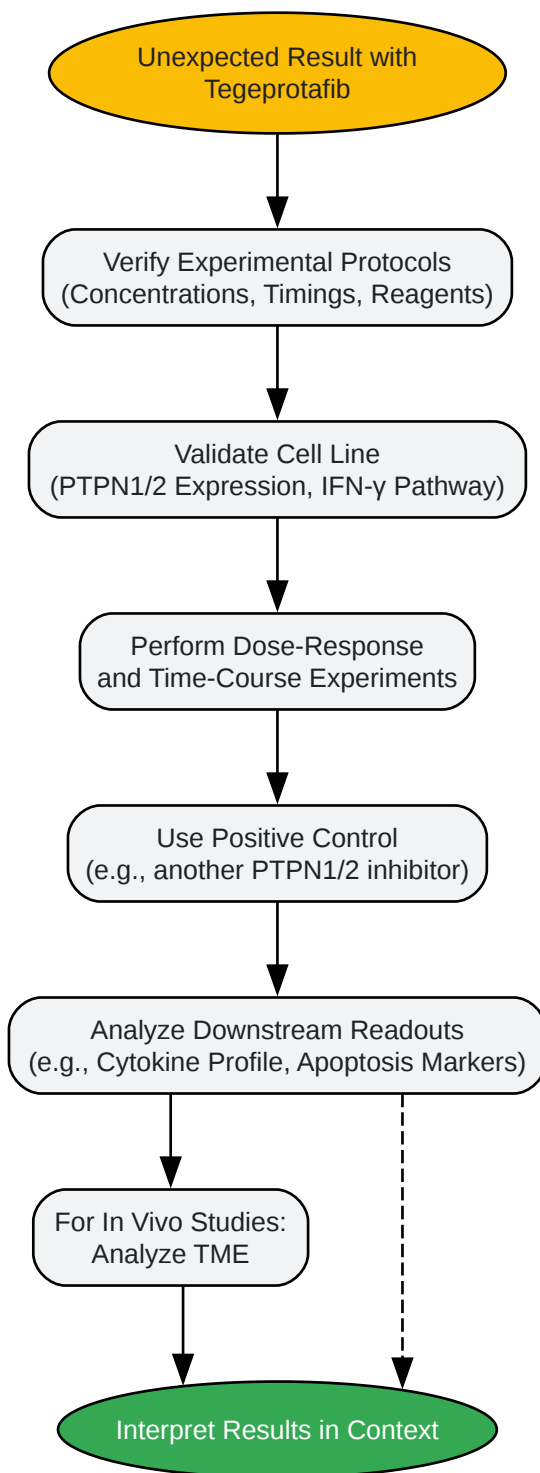 Unexpected Result with
Tegeprotafib
Verify Experimental Protocols
(Concentrations, Timings, Reagents)
Validate Cell Line
(PTPN1/2 Expression, IFN-γ Pathway)
Perform Dose-Response
and Time-Course Experiments
Use Positive Control
(e.g., another PTPN1/2 inhibitor)
Analyze Downstream Readouts
(e.g., Cytokine Profile, Apoptosis Markers)
For In Vivo Studies:
Analyze TME
Interpret Results in Context